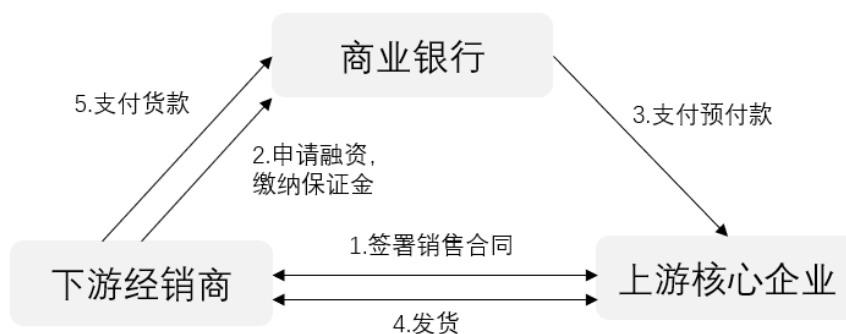 商业银行
5.支付货款
3.支付预付款
2.申请融资，
缴纳保证金
1.签署销售合同
下游经销商
上游核心企业
4.发货